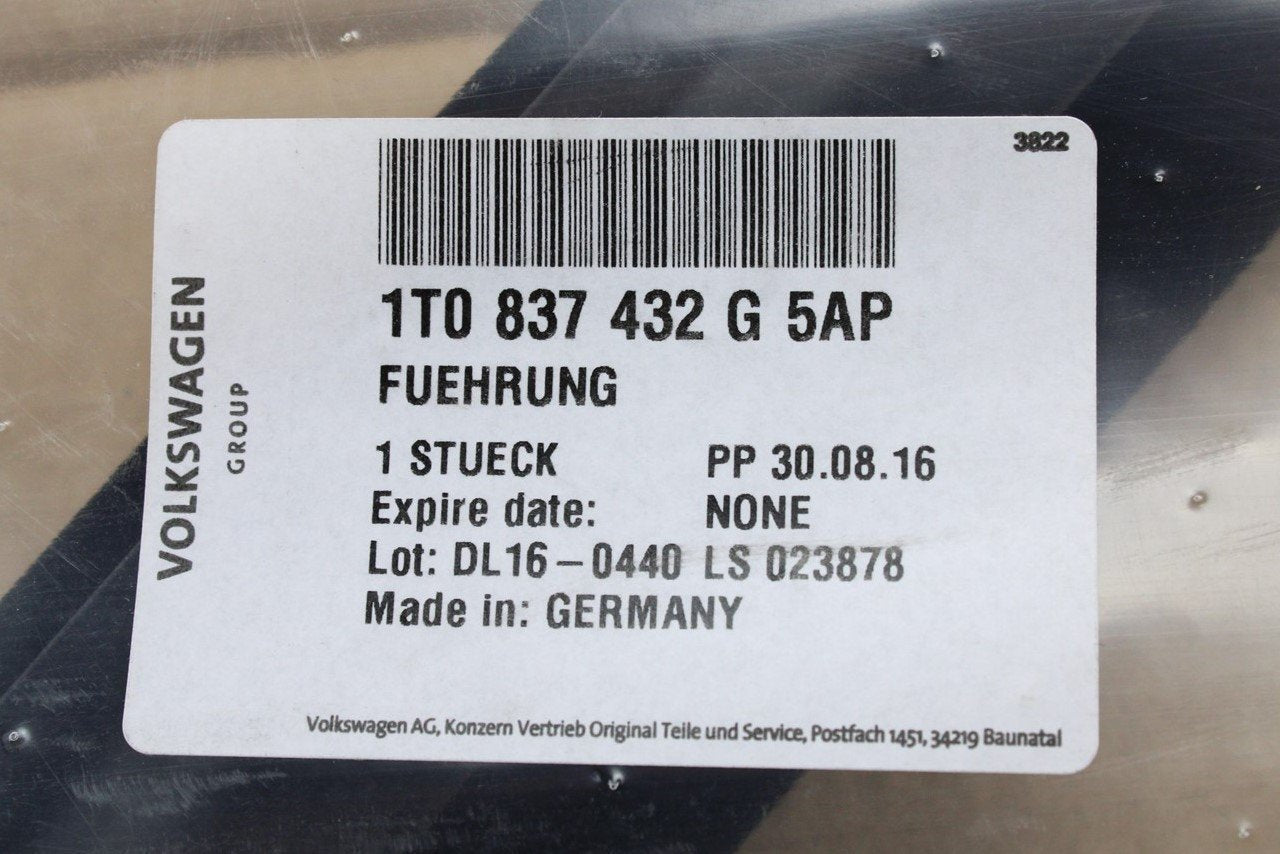 3822
1T0 837 432 G 5AP
FUEHRUNG
1 STUECK PP 30.08.16
Expire date: NONE
Lot: DL16-0440 LS 023878
Made in: GERMANY
VOLKSWAGEN
GROUP
Volkswagen AG, Konzern Vertrieb Original Teile und Service, Postfach 1451, 34219 Baunatal